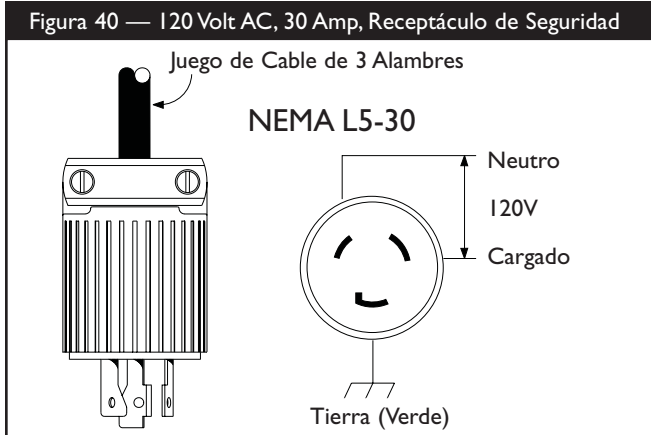 Figura 40 — 120 Volt AC, 30 Amp, Receptáculo de Seguridad
Juego de Cable de 3 Alambres
NEMA L5-30
Neutro
120V
Cargado
Tierra (Verde)